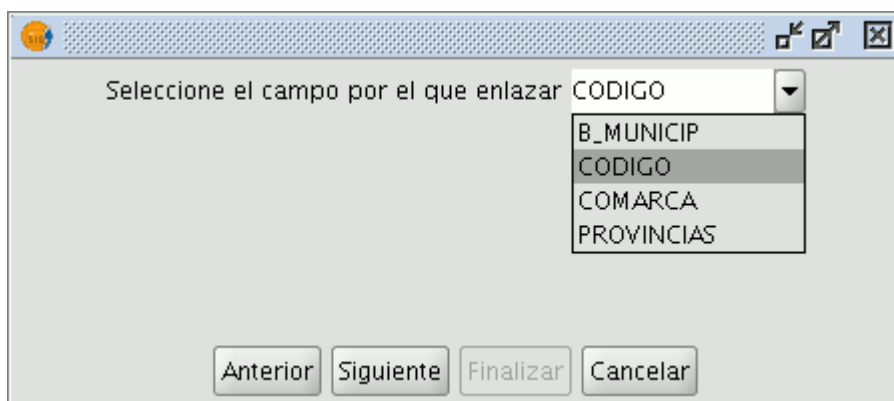 Seleccione el campo por el que enlazar CODIGO
B_MUNICIP
CODIGO
COMARCA
PROVINCIAS
Anterior Siguiente Finalizar Cancelar